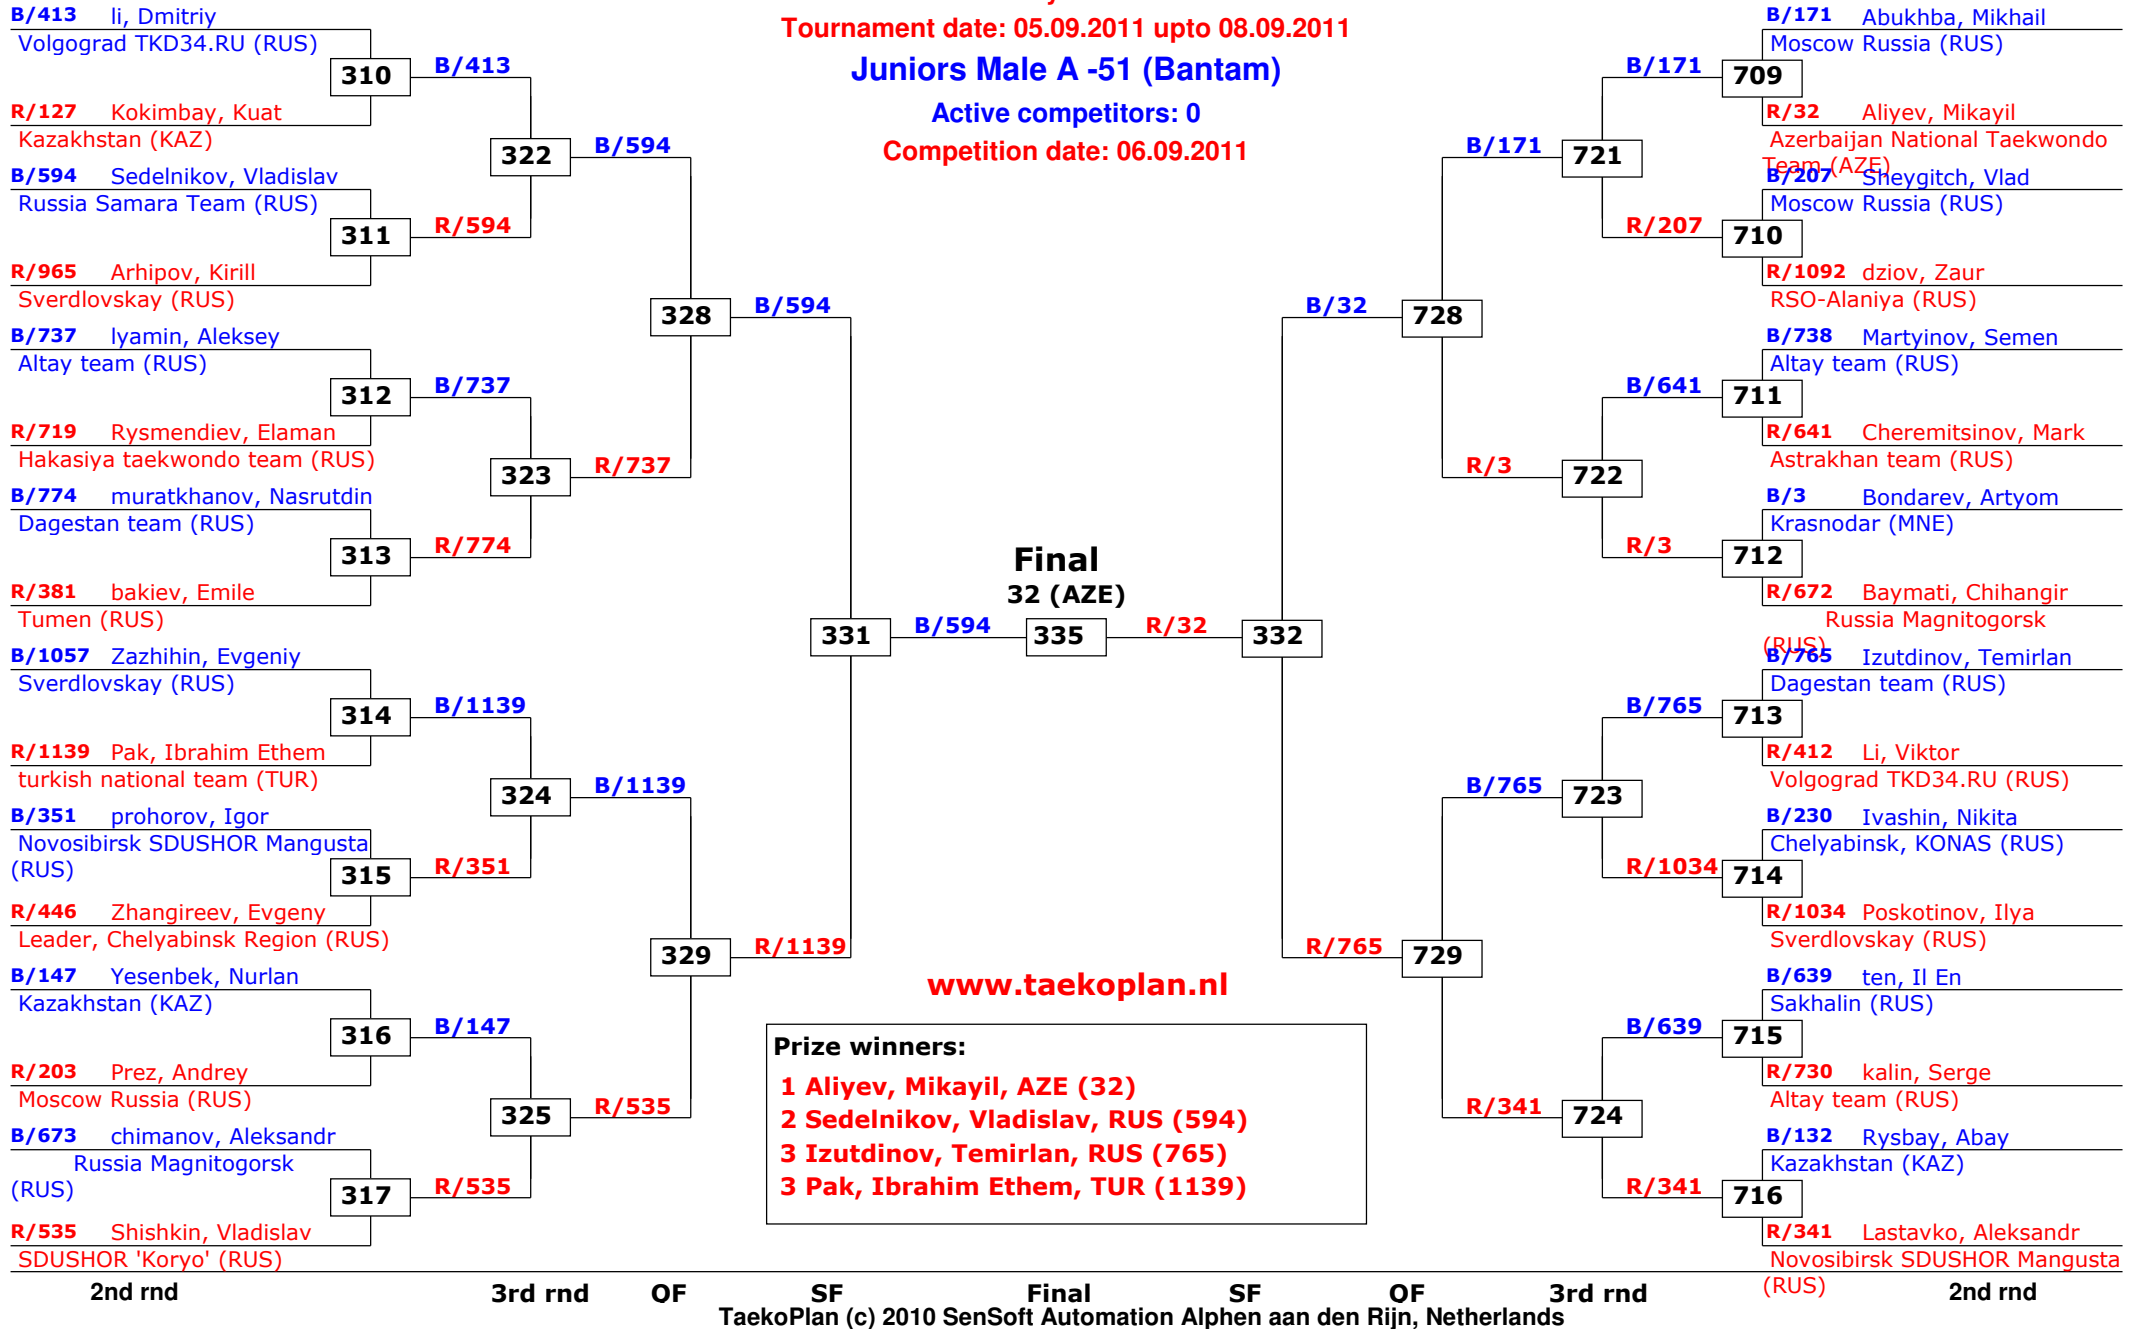 Tournament date: 05.09.2011 upto 08.09.2011
Juniors Male A -51 (Bantam)
Active competitors: 0
Competition date: 06.09.2011
B/413 li, Dmitriy
Volgograd TKD34.RU (RUS)
310
R/127 Kokimbay, Kuat
Kazakhstan (KAZ)
B/594 Sedelnikov, Vladislav
Russia Samara Team (RUS)
311
R/965 Arhipov, Kirill
Sverdlovskay (RUS)
B/737 lyamin, Aleksey
Altay team (RUS)
312
R/719 Rysmendiev, Elaman
Hakasiya taekwondo team (RUS)
B/774 muratkhanov, Nasrutdin
Dagestan team (RUS)
313
R/381 bakiev, Emile
Tumen (RUS)
B/1057 Zazhihin, Evgeniy
Sverdlovskay (RUS)
314
R/1139 Pak, Ibrahim Ethem
turkish national team (TUR)
B/351 prohorov, Igor
Novosibirsk SDUSHOR Mangusta
(RUS)
315
R/446 Zhangireev, Evgeny
Leader, Chelyabinsk Region (RUS)
B/147 Yesenbek, Nurlan
Kazakhstan (KAZ)
316
R/203 Prez, Andrey
Moscow Russia (RUS)
B/673 chimanov, Aleksandr
Russia Magnitogorsk
(RUS)
317
R/535 Shishkin, Vladislav
SDUSHOR 'Koryo' (RUS)
B/413
322
R/594
B/737
323
R/774
B/1139
324
R/351
B/147
325
R/535
B/594
328
R/737
B/1139
329
R/535
B/594
331
R/1139
Final
32 (AZE)
B/594
335
R/32
332
B/32
R/765
B/171
728
R/3
B/765
729
R/341
B/171
721
R/207
B/641
722
R/3
B/765
723
R/1034
B/639
724
R/341
B/171 Abukhba, Mikhail
Moscow Russia (RUS)
709
R/32 Aliyev, Mikayil
Azerbaijan National Taekwondo
Team (AZE)
B/207 Sheygitch, Vlad
Moscow Russia (RUS)
710
R/1092 dziov, Zaur
RSO-Alaniya (RUS)
B/738 Martyinov, Semen
Altay team (RUS)
711
R/641 Cheremitsinov, Mark
Astrakhan team (RUS)
B/3 Bondarev, Artyom
Krasnodar (MNE)
712
R/672 Baymati, Chihangir
Russia Magnitogorsk
(RUS)
B/765 Izutdinov, Temirlan
Dagestan team (RUS)
713
R/412 Li, Viktor
Volgograd TKD34.RU (RUS)
B/230 Ivashin, Nikita
Chelyabinsk, KONAS (RUS)
714
R/1034 Poskotinov, Ilya
Sverdlovskay (RUS)
B/639 ten, Il En
Sakhalin (RUS)
715
R/730 kalin, Serge
Altay team (RUS)
B/132 Rysbay, Abay
Kazakhstan (KAZ)
716
R/341 Lastavko, Aleksandr
Novosibirsk SDUSHOR Mangusta
(RUS)
www.taekoplan.nl
Prize winners:
1 Aliyev, Mikayil, AZE (32)
2 Sedelnikov, Vladislav, RUS (594)
3 Izutdinov, Temirlan, RUS (765)
3 Pak, Ibrahim Ethem, TUR (1139)
2nd rnd 3rd rnd OF SF Final SF OF 3rd rnd 2nd rnd
TaekoPlan (c) 2010 SenSoft Automation Alphen aan den Rijn, Netherlands